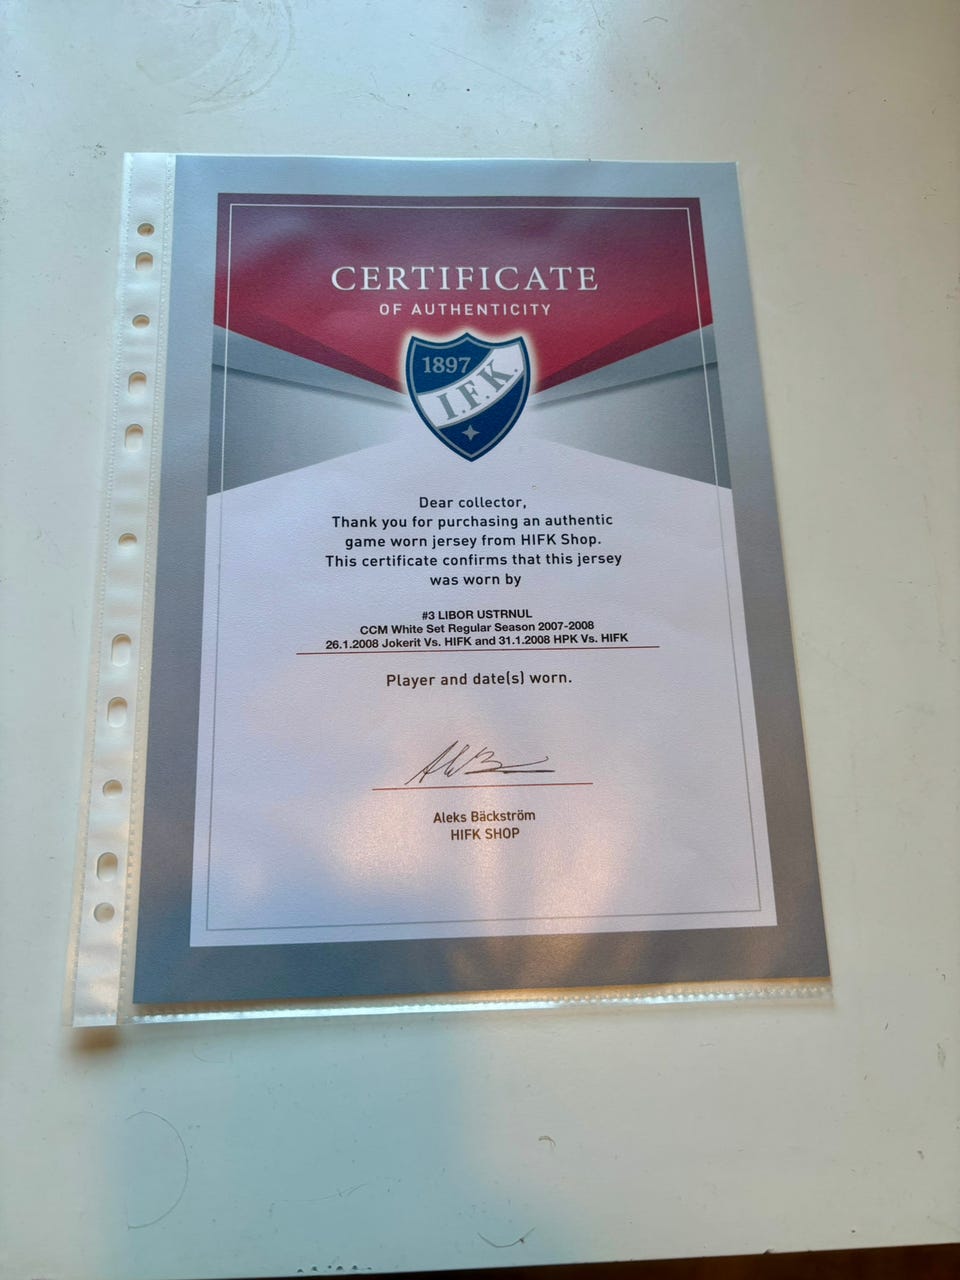 CERTIFICATE
OF AUTHENTICITY
1897
I.F.K.
Dear collector,
Thank you for purchasing an authentic
game worn jersey from HIFK Shop.
This certificate confirms that this jersey
was worn by
#3 LIBOR USTRNUL
CCM White Set Regular Season 2007-2008
26.1.2008 Jokerit Vs. HIFK and 31.1.2008 HPK Vs. HIFK
Player and date(s) worn.
Aleks Bäckström
HIFK SHOP